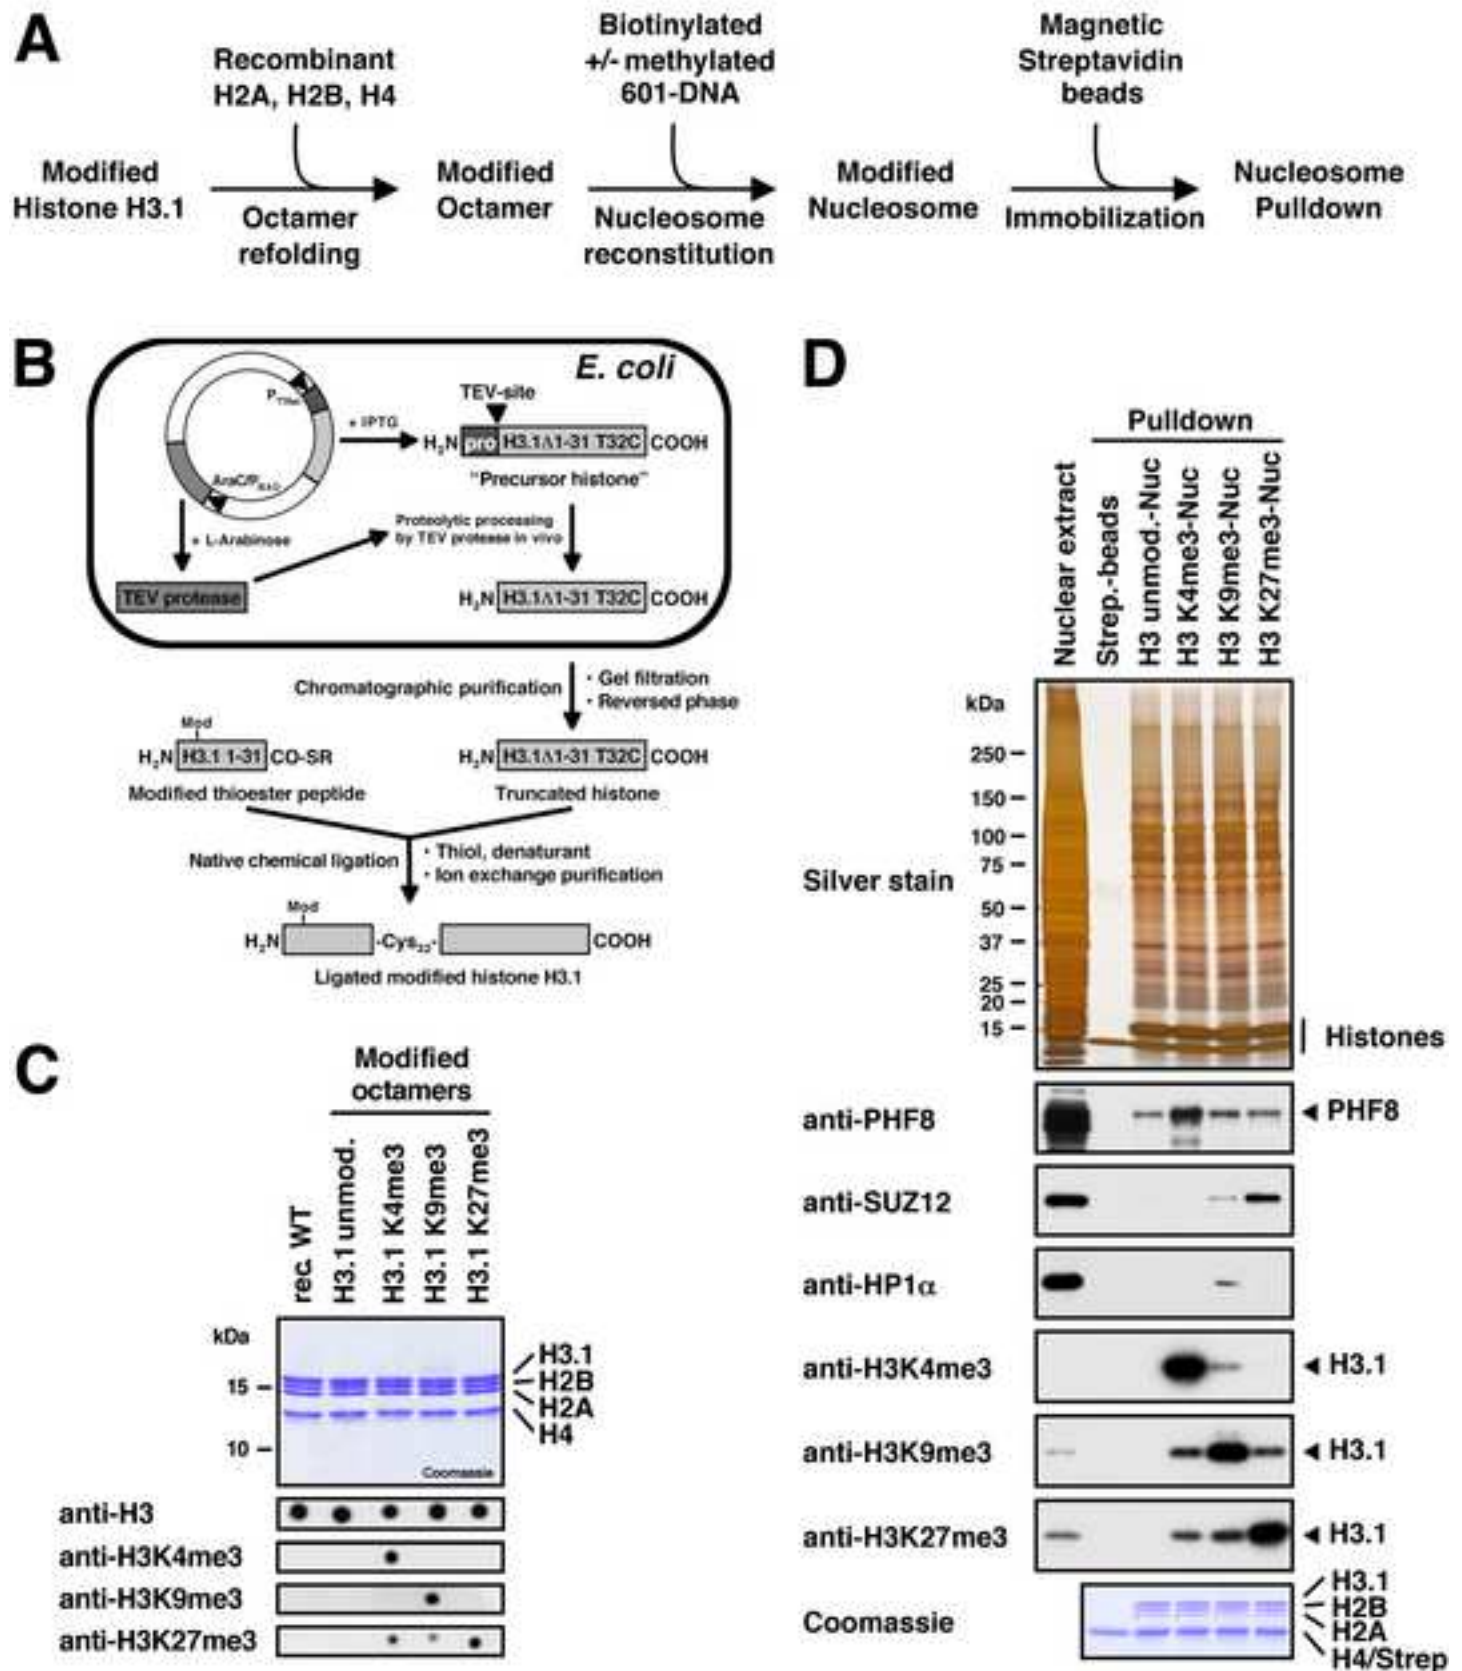 A
Recombinant
H2A, H2B, H4
Biotinylated
+/- methylated
601-DNA
Magnetic
Streptavidin
beads
Modified
Histone H3.1
Octamer
refolding
Modified
Octamer
Nucleosome
reconstitution
Modified
Nucleosome
Immobilization
Nucleosome
Pulldown
B
E. coli
TEV-site
+ IPTG
H2N pro H3.1Δ1-31 T32C COOH
"Precursor histone"
+ L-Arabinose
Proteolytic processing
by TEV protease in vivo
TEV protease
H2N H3.1Δ1-31 T32C COOH
Chromatographic purification
· Gel filtration
· Reversed phase
Mod
H2N H3.1 1-31 CO-SR
Modified thioester peptide
H2N H3.1Δ1-31 T32C COOH
Truncated histone
Native chemical ligation
· Thiol, denaturant
· Ion exchange purification
Mod
H2N -Cys32- COOH
Ligated modified histone H3.1
C
Modified
octamers
rec. WT
H3.1 unmod.
H3.1 K4me3
H3.1 K9me3
H3.1 K27me3
kDa
15
10
H3.1
H2B
H2A
H4
Coomassie
anti-H3
anti-H3K4me3
anti-H3K9me3
anti-H3K27me3
D
Pulldown
Nuclear extract
Strep.-beads
H3 unmod.-Nuc
H3 K4me3-Nuc
H3 K9me3-Nuc
H3 K27me3-Nuc
kDa
250
150
100
75
50
37
25
20
15
Silver stain
Histones
anti-PHF8
PHF8
anti-SUZ12
anti-HP1α
anti-H3K4me3
H3.1
anti-H3K9me3
H3.1
anti-H3K27me3
H3.1
Coomassie
H3.1
H2B
H2A
H4/Strep